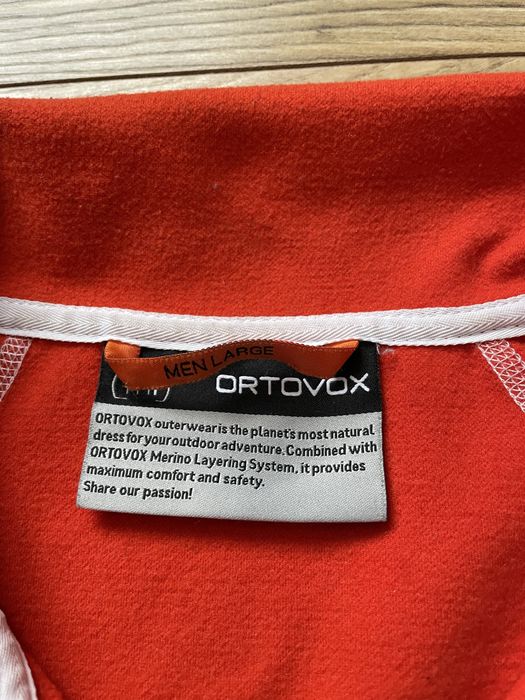 MEN LARGE
ORTOVOX
ORTOVOX outerwear is the planet's most natural
dress for your outdoor adventure. Combined with
ORTOVOX Merino Layering System, it provides
maximum comfort and safety.
Share our passion!